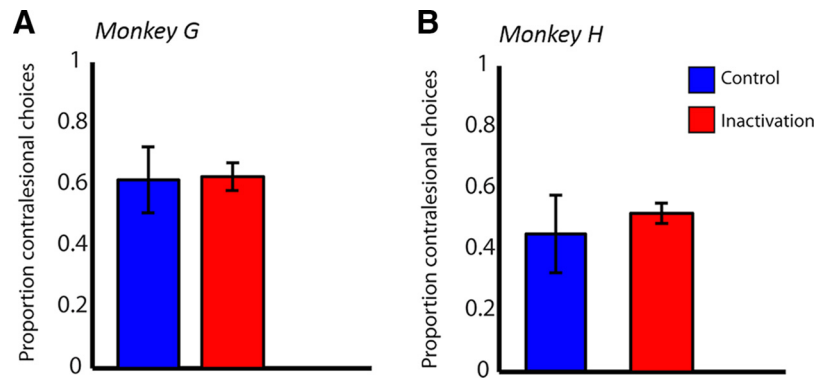 A
Monkey G
Proportion contralesional choices
1
0.8
0.6
0.4
0.2
0
B
Monkey H
Proportion contralesional choices
1
0.8
0.6
0.4
0.2
0
Control
Inactivation